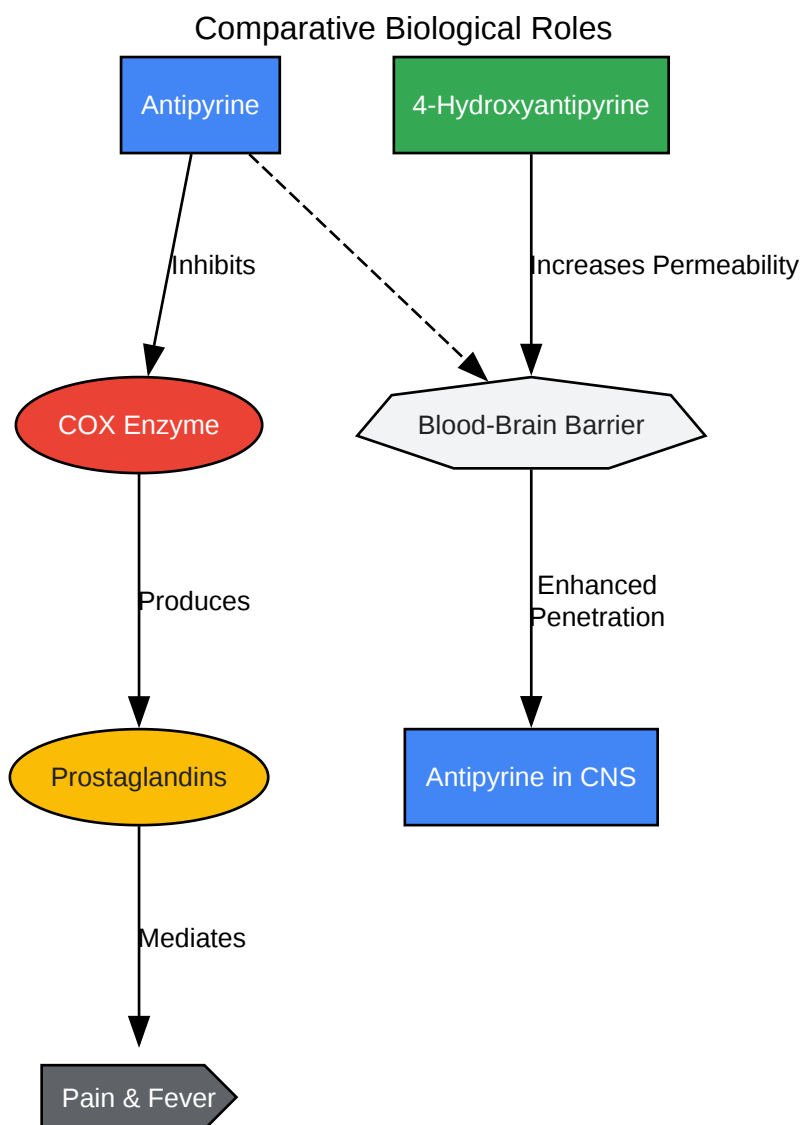 Comparative Biological Roles
Antipyrine
4-Hydroxyantipyrine
Inhibits
Increases Permeability
COX Enzyme
Blood-Brain Barrier
Produces
Enhanced
Penetration
Prostaglandins
Antipyrine in CNS
Mediates
Pain & Fever